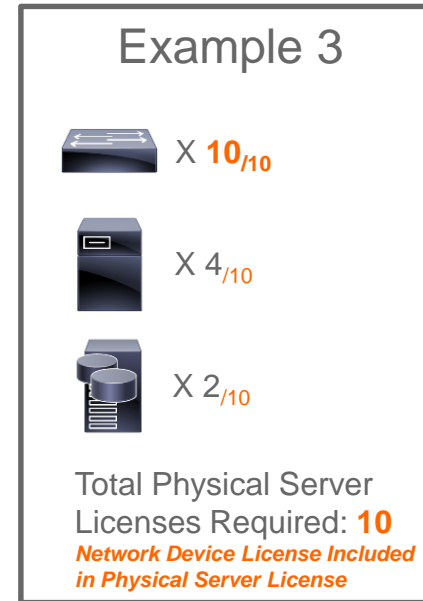 Example 3
X 10/10
X 4/10
X 2/10
Total Physical Server
Licenses Required: 10
Network Device License Included
in Physical Server License